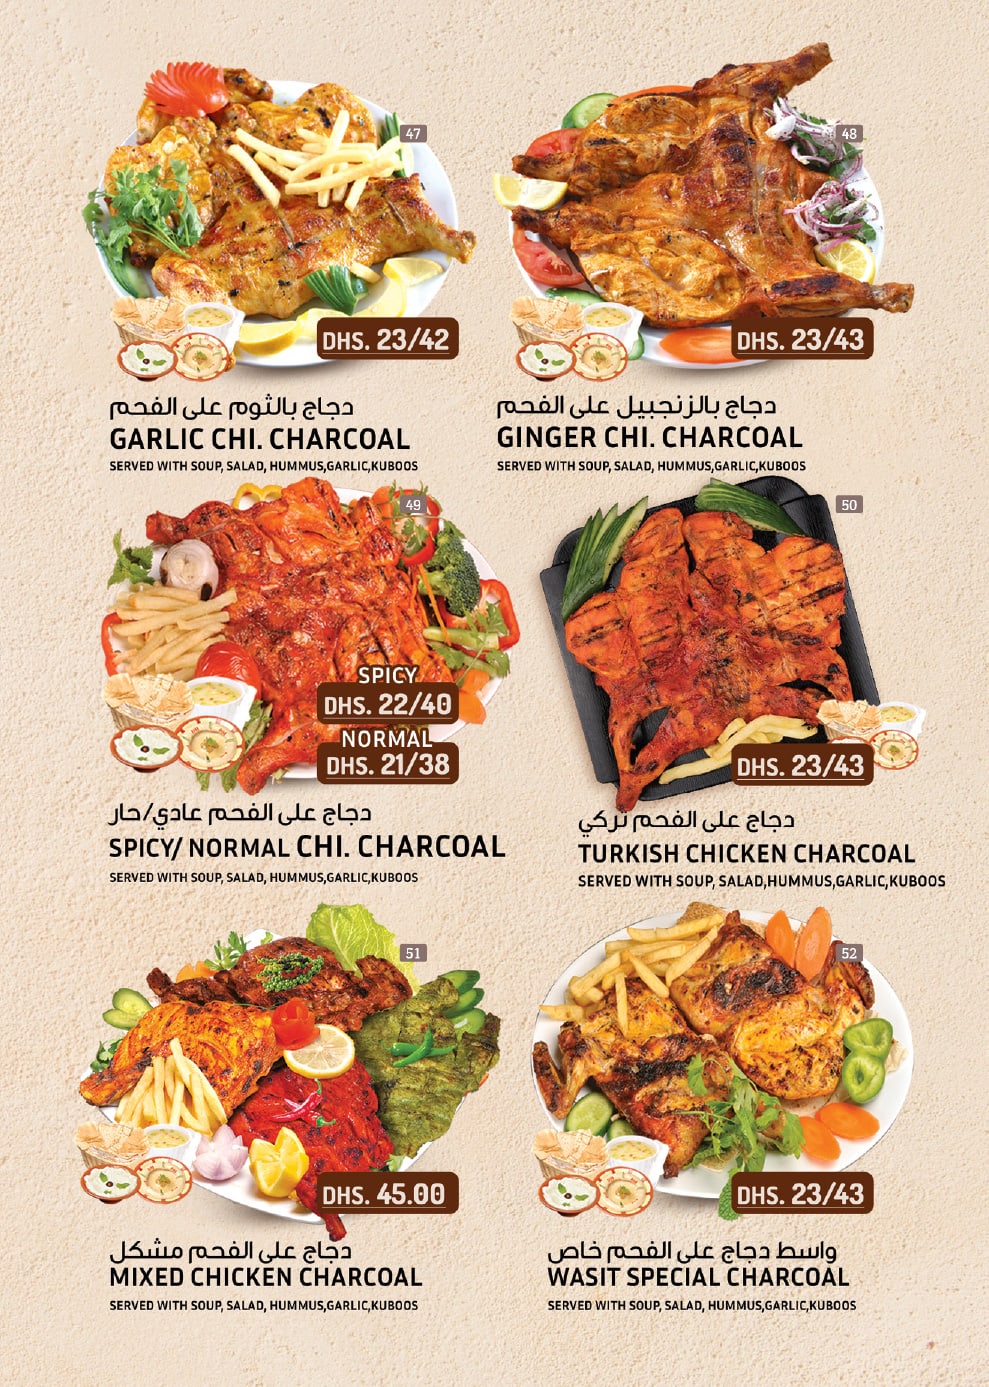 47
DHS. 23/42
دجاج بالثوم على الفحم
GARLIC CHI. CHARCOAL
SERVED WITH SOUP, SALAD, HUMMUS,GARLIC,KUBOOS
48
DHS. 23/43
دجاج بالزنجبيل على الفحم
GINGER CHI. CHARCOAL
SERVED WITH SOUP, SALAD, HUMMUS,GARLIC,KUBOOS
49
SPICY
DHS. 22/40
NORMAL
DHS. 21/38
دجاج على الفحم عادي/حار
SPICY/ NORMAL CHI. CHARCOAL
SERVED WITH SOUP, SALAD, HUMMUS,GARLIC,KUBOOS
50
DHS. 23/43
دجاج على الفحم تركي
TURKISH CHICKEN CHARCOAL
SERVED WITH SOUP, SALAD,HUMMUS,GARLIC,KUBOOS
51
DHS. 45.00
دجاج على الفحم مشكل
MIXED CHICKEN CHARCOAL
SERVED WITH SOUP, SALAD, HUMMUS,GARLIC,KUBOOS
52
DHS. 23/43
واسط دجاج على الفحم خاص
WASIT SPECIAL CHARCOAL
SERVED WITH SOUP, SALAD, HUMMUS,GARLIC,KUBOOS